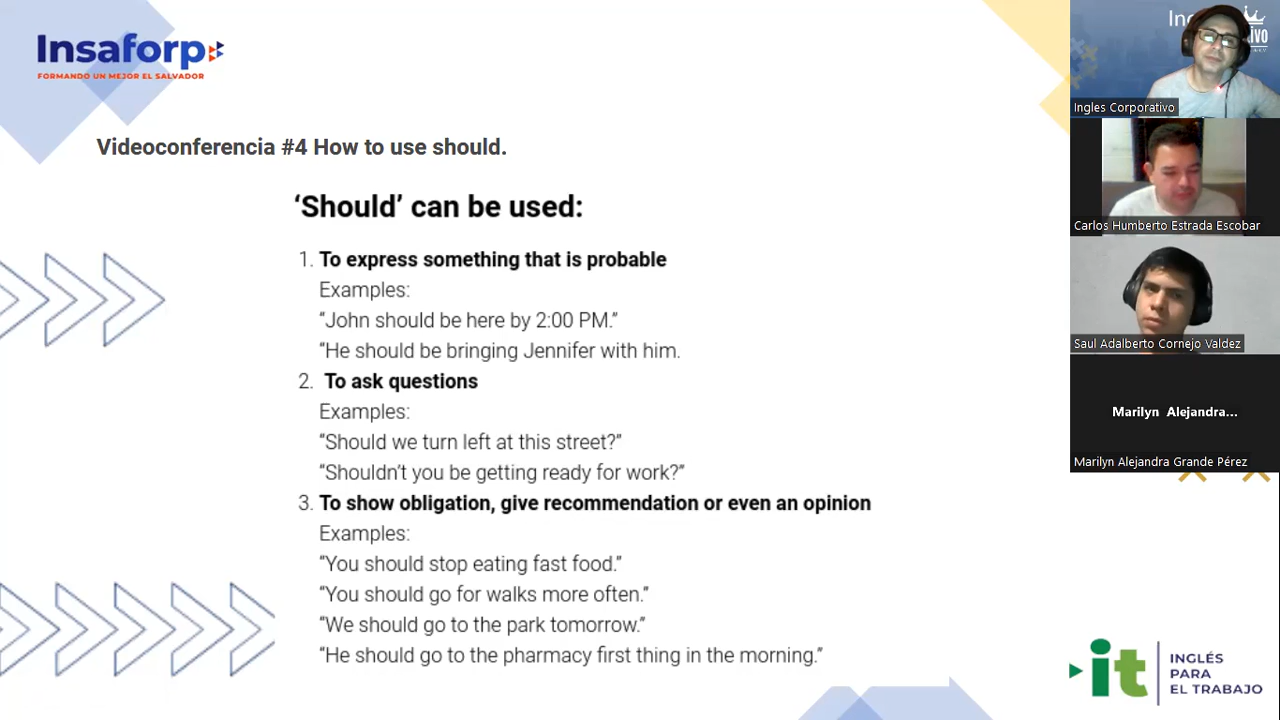 Insaforp
FORMANDO UN MEJOR EL SALVADOR
Videoconferencia #4 How to use should.
‘Should’ can be used:
1. To express something that is probable
Examples:
“John should be here by 2:00 PM.”
“He should be bringing Jennifer with him.
2. To ask questions
Examples:
“Should we turn left at this street?”
“Shouldn’t you be getting ready for work?”
3. To show obligation, give recommendation or even an opinion
Examples:
“You should stop eating fast food.”
“You should go for walks more often.”
“We should go to the park tomorrow.”
“He should go to the pharmacy first thing in the morning.”
Ingles Corporativo
Carlos Humberto Estrada Escobar
Saul Adalberto Cornejo Valdez
Marilyn Alejandra...
Marilyn Alejandra Grande Pérez
it
INGLÉS
PARA
EL TRABAJO